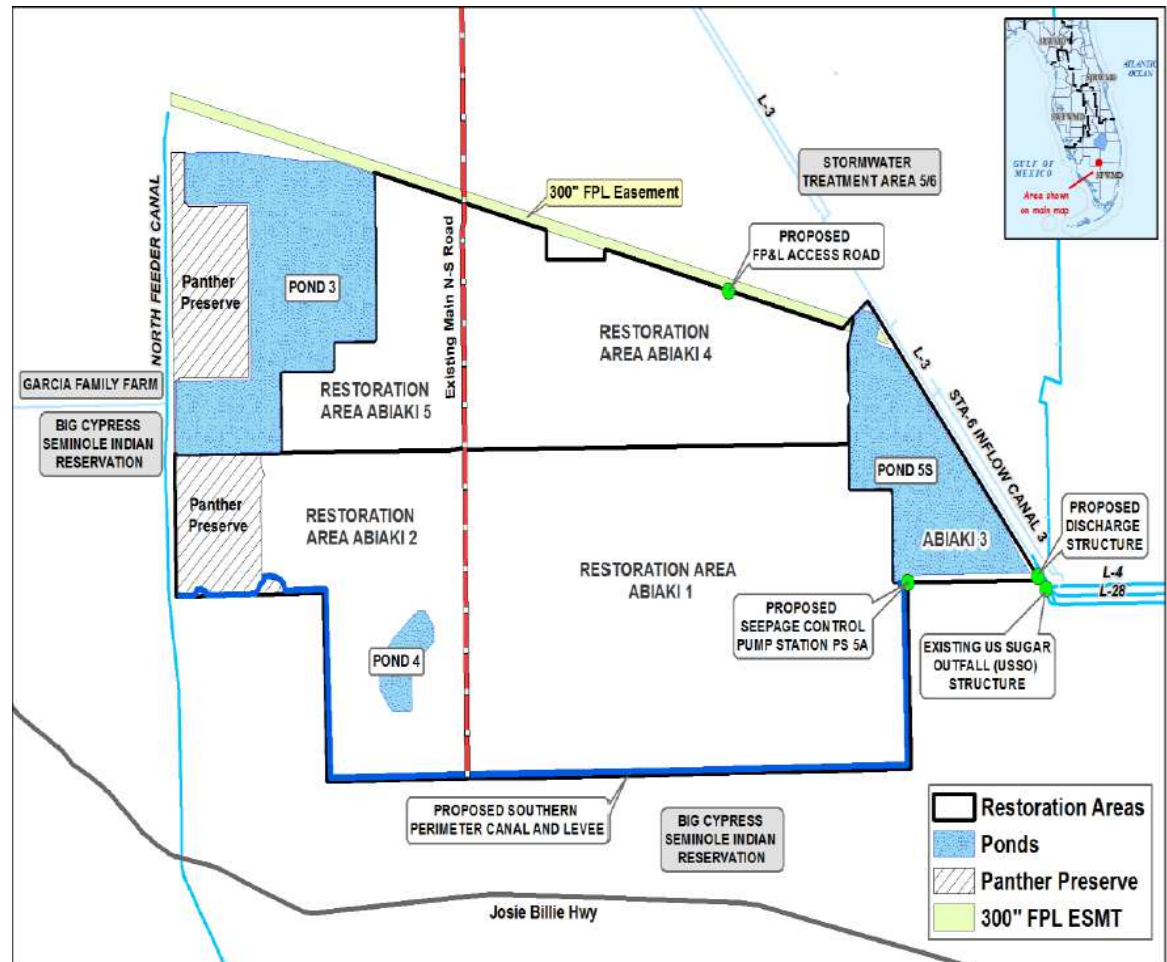 L-3
STORMWATER
TREATMENT AREA 5/6
ATLANTIC
OCEAN
SJRWMD
SWFWMD
GULF OF
MEXICO
SFWMD
Area shown
on main map
300" FPL Easement
PROPOSED
FP&L ACCESS ROAD
NORTH FEEDER CANAL
Panther
Preserve
POND 3
Existing Main N-S Road
RESTORATION
AREA ABIAKI 4
L-3
GARCIA FAMILY FARM
RESTORATION
AREA ABIAKI 5
BIG CYPRESS
SEMINOLE INDIAN
RESERVATION
STA-6 INFLOW CANAL 3
POND 5S
Panther
Preserve
RESTORATION
AREA ABIAKI 2
ABIAKI 3
PROPOSED
DISCHARGE
STRUCTURE
RESTORATION AREA
ABIAKI 1
L-4
L-28
PROPOSED
SEEPAGE CONTROL
PUMP STATION PS 5A
EXISTING US SUGAR
OUTFALL (USSO)
STRUCTURE
POND 4
PROPOSED SOUTHERN
PERIMETER CANAL AND LEVEE
BIG CYPRESS
SEMINOLE INDIAN
RESERVATION
Josie Billie Hwy
Restoration Areas
Ponds
Panther Preserve
300" FPL ESMT